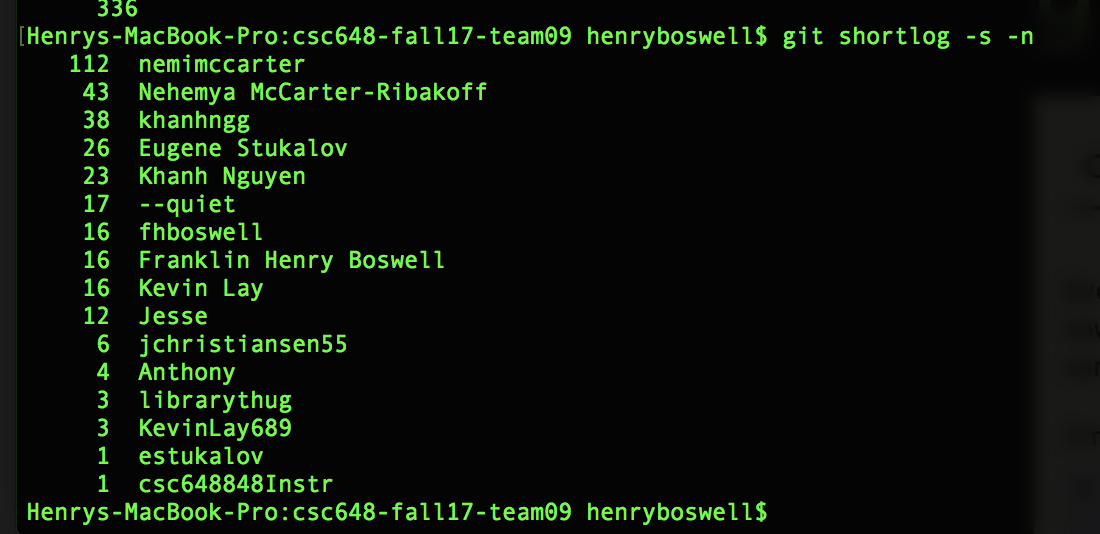 336
[Henrys-MacBook-Pro:csc648-fall17-team09 henryboswell$ git shortlog -s -n
112 nemimccarter
43 Nehemya McCarter-Ribakoff
38 khanhngg
26 Eugene Stukalov
23 Khanh Nguyen
17 --quiet
16 fhboswell
16 Franklin Henry Boswell
16 Kevin Lay
12 Jesse
6 jchristiansen55
4 Anthony
3 librarythug
3 KevinLay689
1 estukalov
1 csc648848Instr
Henrys-MacBook-Pro:csc648-fall17-team09 henryboswell$